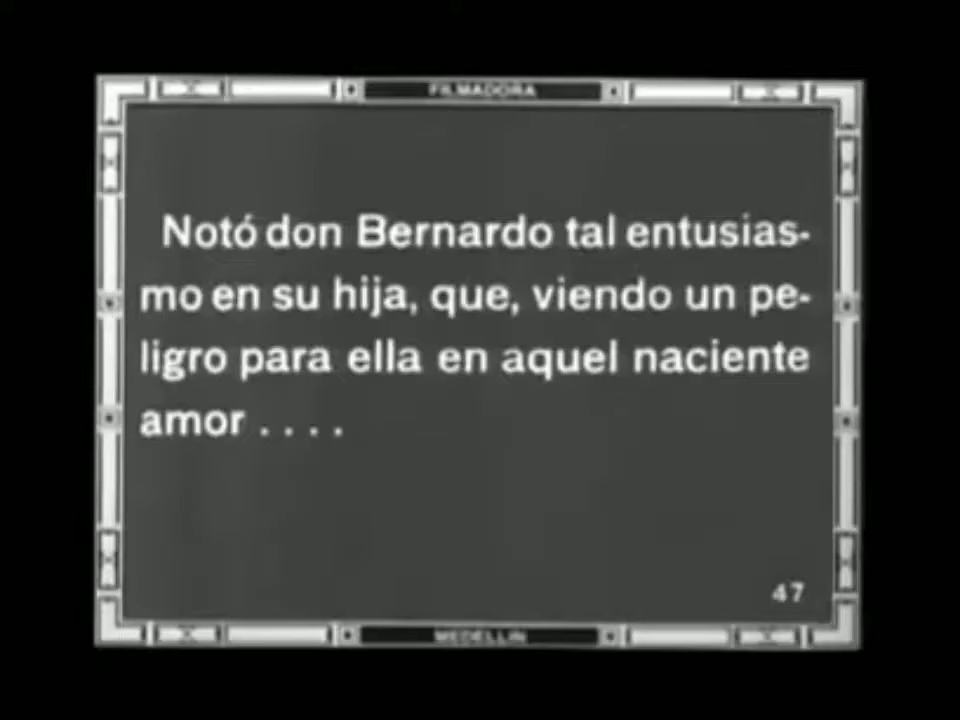 FILMADORA
Notó don Bernardo tal entusias-
mo en su hija, que, viendo un pe-
ligro para ella en aquel naciente
amor . . . .
47
MEDELLIN